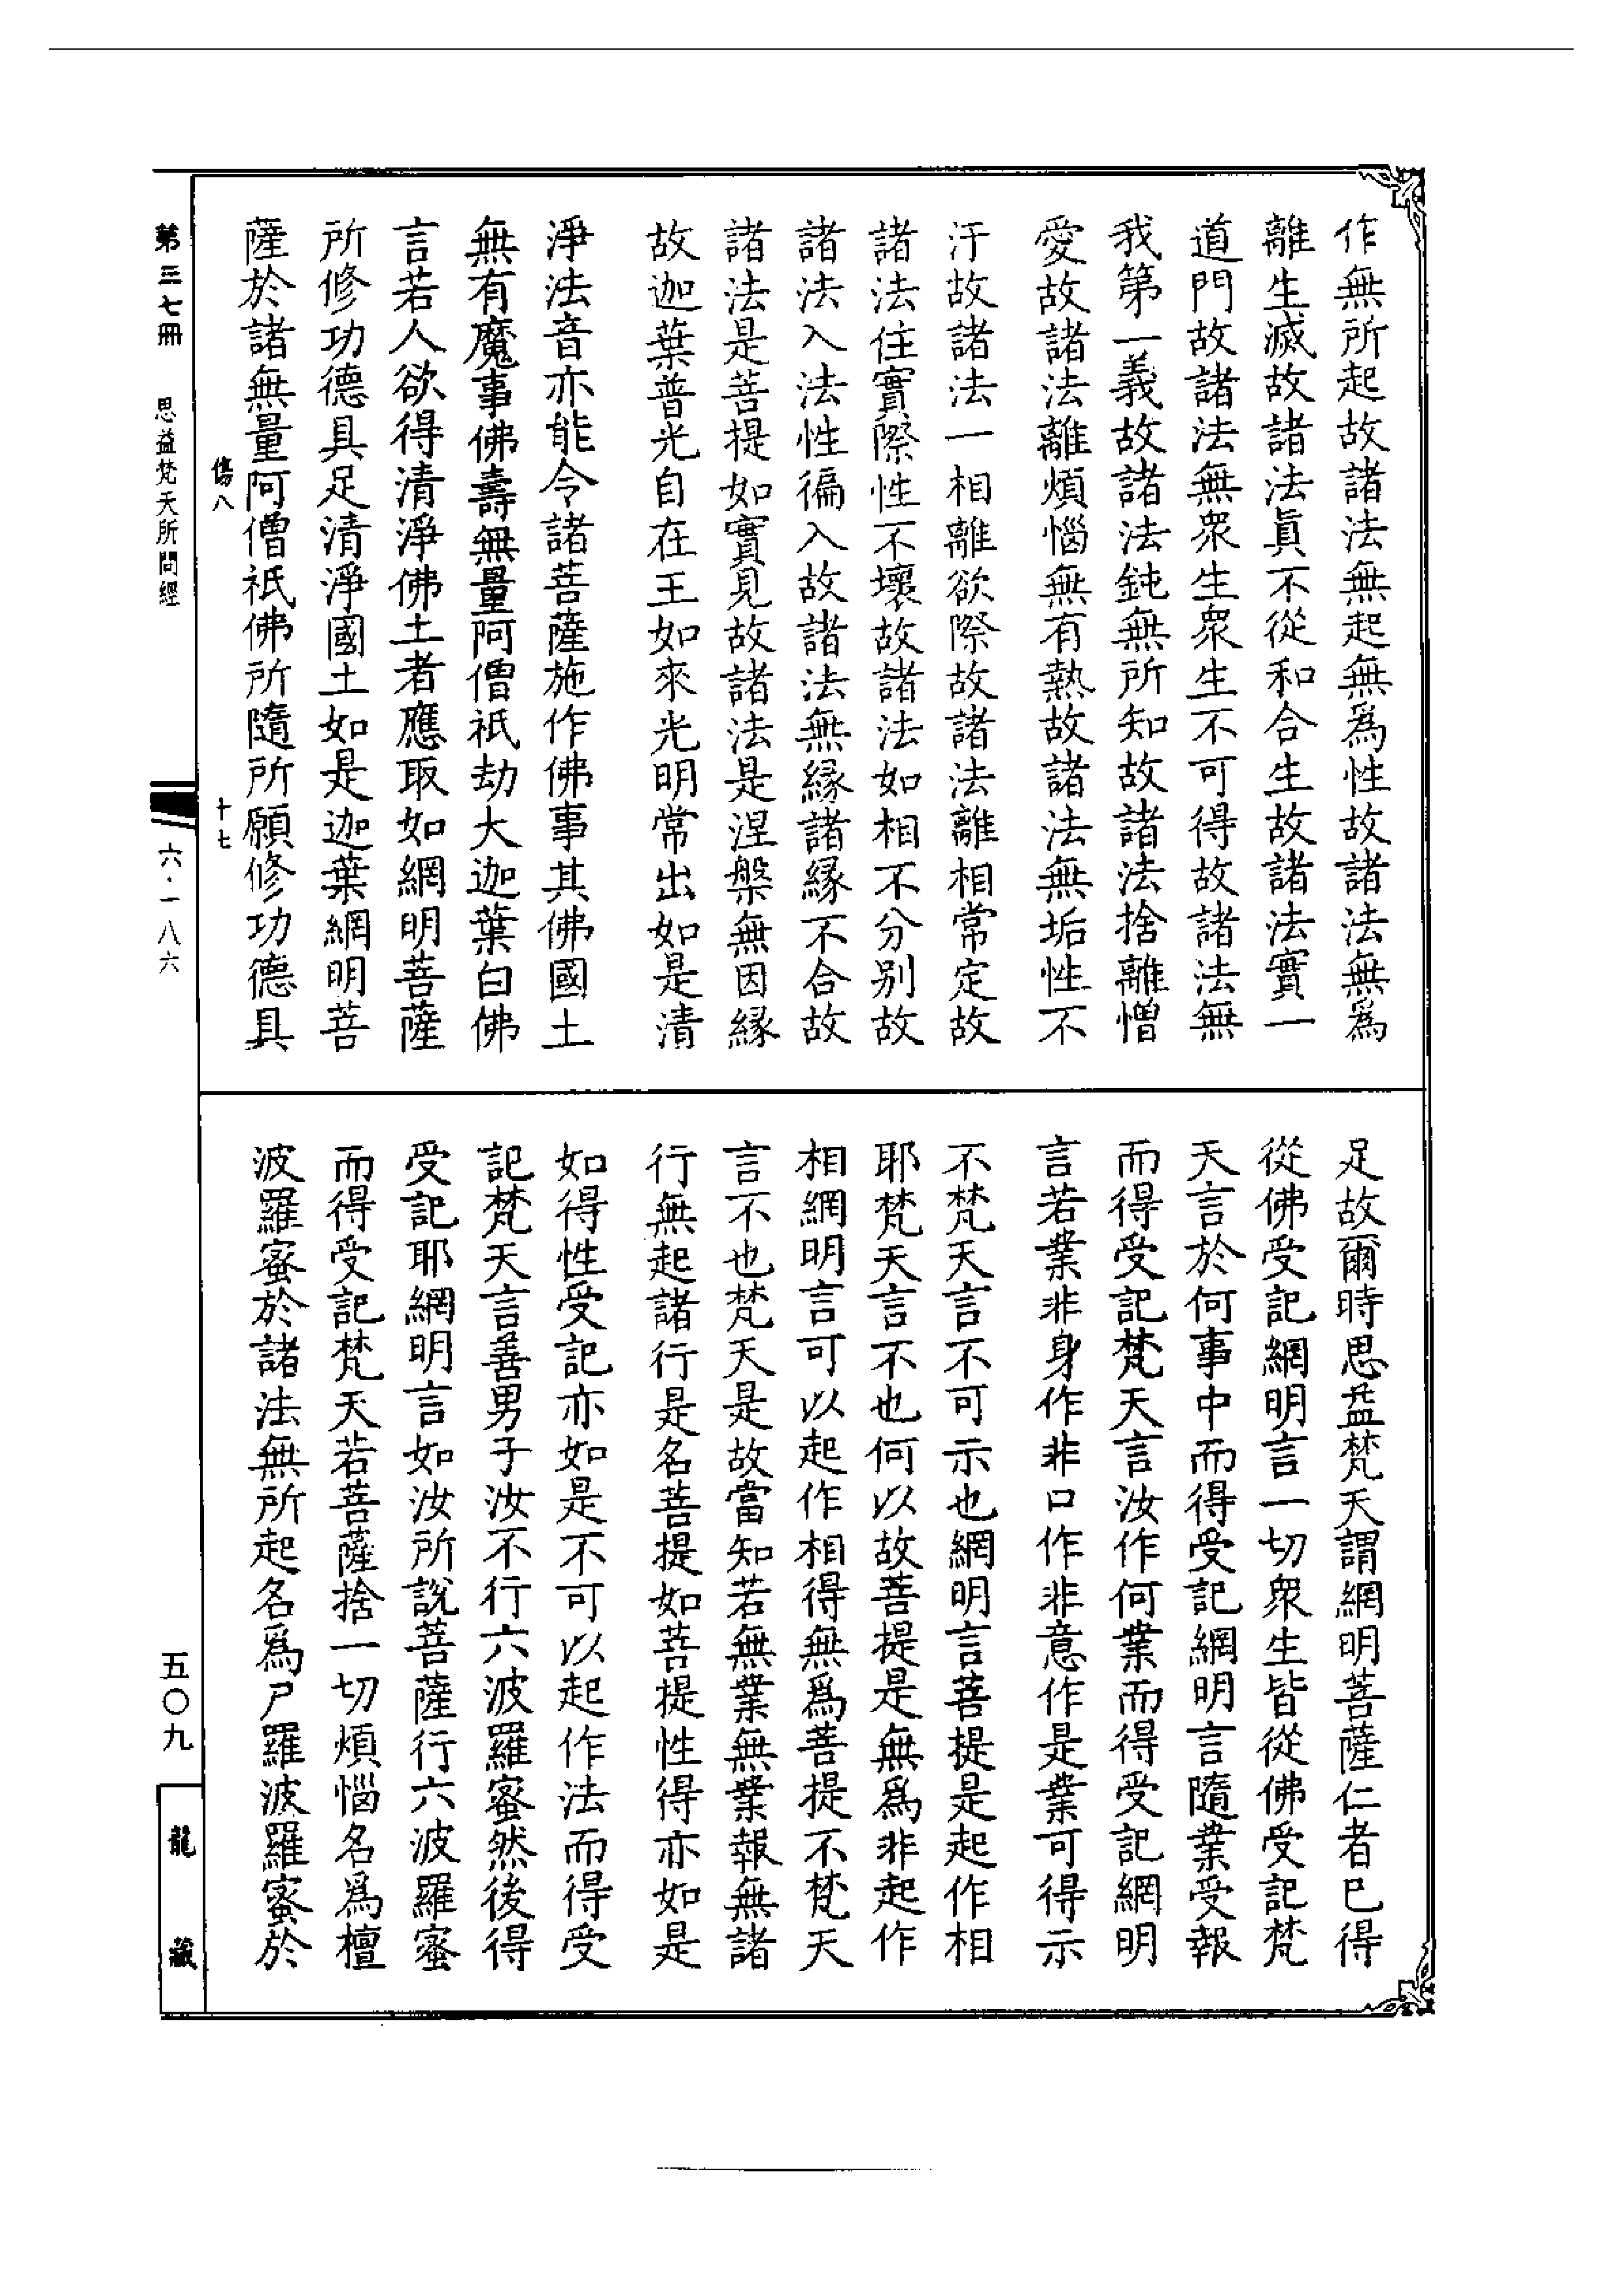 作無所起故諸法無起無爲性故諸法無爲
離生滅故諸法眞不從和合生故諸法實一
道門故諸法無衆生衆生不可得故諸法無
我第一義故諸法鈍無所知故諸法捨離憎
愛故諸法離煩惱無有熱故諸法無垢性不
汙故諸法一相離欲際故諸法離相常定故
諸法住實際性不壞故諸法如相不分别故
諸法入法性徧入故諸法無緣諸緣不合故
諸法是菩提如實見故諸法是涅槃無因緣
故迦葉普光自在王如來光明常出如是清
淨法音亦能令諸菩薩施作佛事其佛國土
無有魔事佛壽無量阿僧祇劫大迦葉白佛
言若人欲得清淨佛土者應取如網明菩薩
所修功德具足清淨國土如是迦葉網明菩
薩於諸無量阿僧祇佛所隨所願修功德具
足故爾時思益梵天謂網明菩薩仁者已得
從佛受記網明言一切衆生皆從佛受記梵
天言於何事中而得受記網明言隨業受報
而得受記梵天言汝作何業而得受記網明
言若業非身作非口作非意作是業可得示
不梵天言不可示也網明言菩提是起作相
耶梵天言不也何以故菩提是無爲非起作
相網明言可以起作相得無爲菩提不梵天
言不也梵天是故當知若無業無業報無諸
行無起諸行是名菩提如菩提性得亦如是
如得性受記亦如是不可以起作法而得受
記梵天言善男子汝不行六波羅蜜然後得
受記耶網明言如汝所說菩薩行六波羅蜜
而得受記梵天若菩薩捨一切煩惱名爲檀
波羅蜜於諸法無所起名爲尸羅波羅蜜於
傷八 十七
第三七冊 思益梵天所問經 六·一八六 五〇九
龍藏